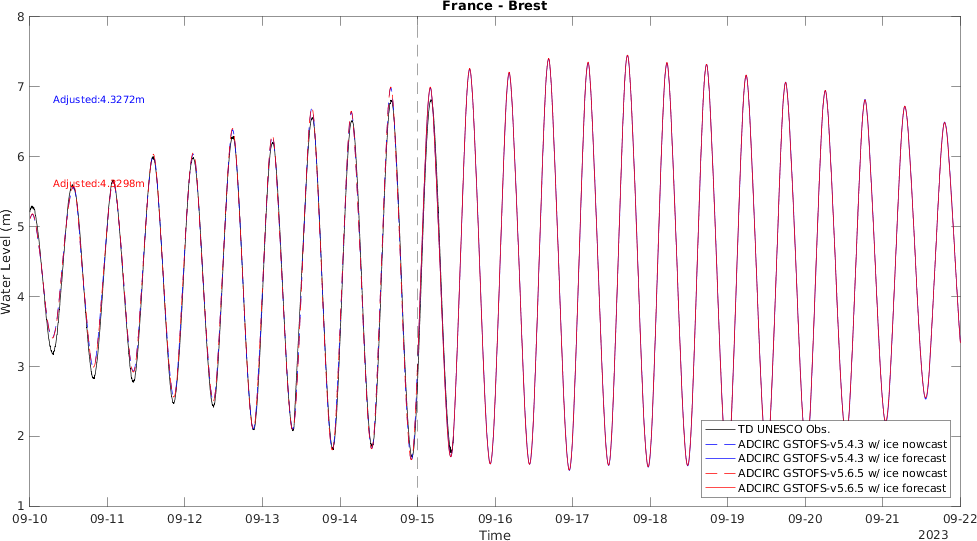 France - Brest
8
7
6
5
4
3
2
1
Water Level (m)
Adjusted:4.3272m
Adjusted:4.3298m
TD UNESCO Obs.
ADCIRC GSTOFS-v5.4.3 w/ ice nowcast
ADCIRC GSTOFS-v5.4.3 w/ ice forecast
ADCIRC GSTOFS-v5.6.5 w/ ice nowcast
ADCIRC GSTOFS-v5.6.5 w/ ice forecast
09-10 09-11 09-12 09-13 09-14 09-15 09-16 09-17 09-18 09-19 09-20 09-21 09-22
Time
2023